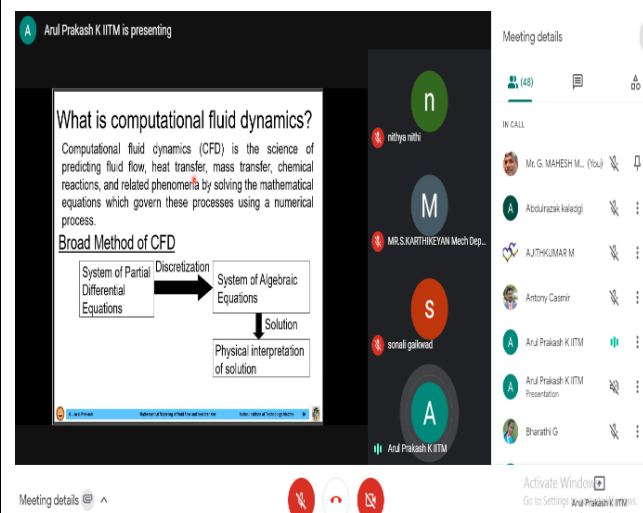 A
Arul Prakash K IITM is presenting
What is computational fluid dynamics?
Computational fluid dynamics (CFD) is the science of
predicting fluid flow, heat transfer, mass transfer, chemical
reactions, and related phenomena by solving the mathematical
equations which govern these processes using a numerical
process.
Broad Method of CFD
System of Partial
Differential
Equations
Discretization
System of Algebraic
Equations
Solution
Physical interpretation
of solution
n
nithya nithi
M
MR.S.KARTHIKEYAN Mech Dep...
S
sonali gaikwad
A
Arul Prakash K IITM
Meeting details
(48)
IN CALL
Mr. G. MAHESH M... (You)
A
Abdulrazak kaladgi
AJITHKUMAR M
Antony Casmir
A
Arul Prakash K IITM
A
Arul Prakash K IITM
Presentation
Bharathi G
Meeting details
Activate Window
Go to Settings
Arul Prakash K IITM